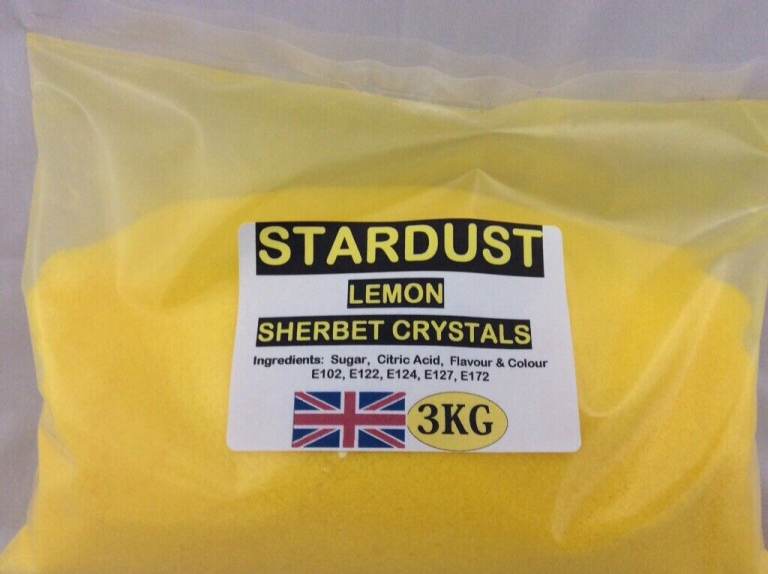 STARDUST
LEMON
SHERBET CRYSTALS
Ingredients: Sugar, Citric Acid, Flavour & Colour
E102, E122, E124, E127, E172
3KG